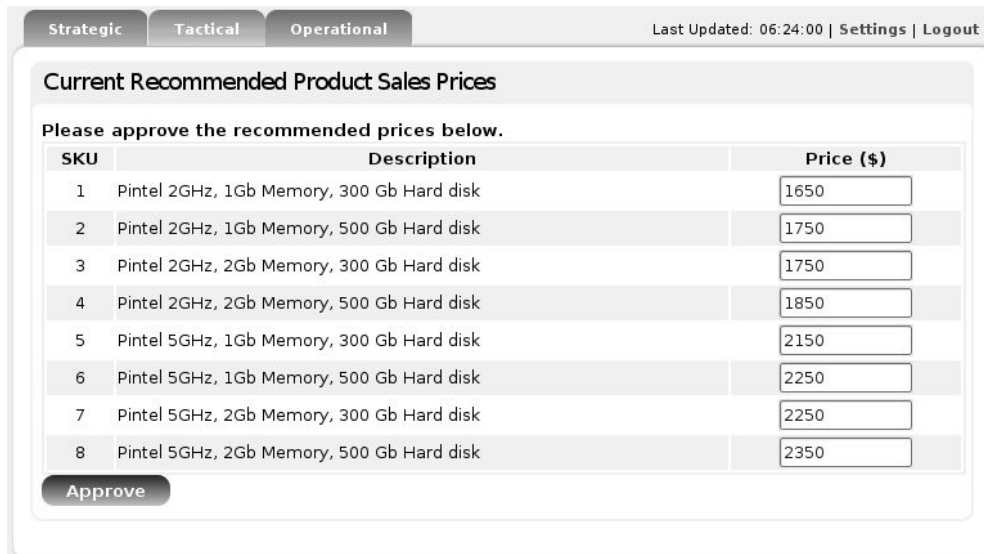 Strategic Tactical Operational Last Updated: 06:24:00 | Settings | Logout
Current Recommended Product Sales Prices
Please approve the recommended prices below.
SKU Description Price ($)
1 Pintel 2GHz, 1Gb Memory, 300 Gb Hard disk 1650
2 Pintel 2GHz, 1Gb Memory, 500 Gb Hard disk 1750
3 Pintel 2GHz, 2Gb Memory, 300 Gb Hard disk 1750
4 Pintel 2GHz, 2Gb Memory, 500 Gb Hard disk 1850
5 Pintel 5GHz, 1Gb Memory, 300 Gb Hard disk 2150
6 Pintel 5GHz, 1Gb Memory, 500 Gb Hard disk 2250
7 Pintel 5GHz, 2Gb Memory, 300 Gb Hard disk 2250
8 Pintel 5GHz, 2Gb Memory, 500 Gb Hard disk 2350
Approve